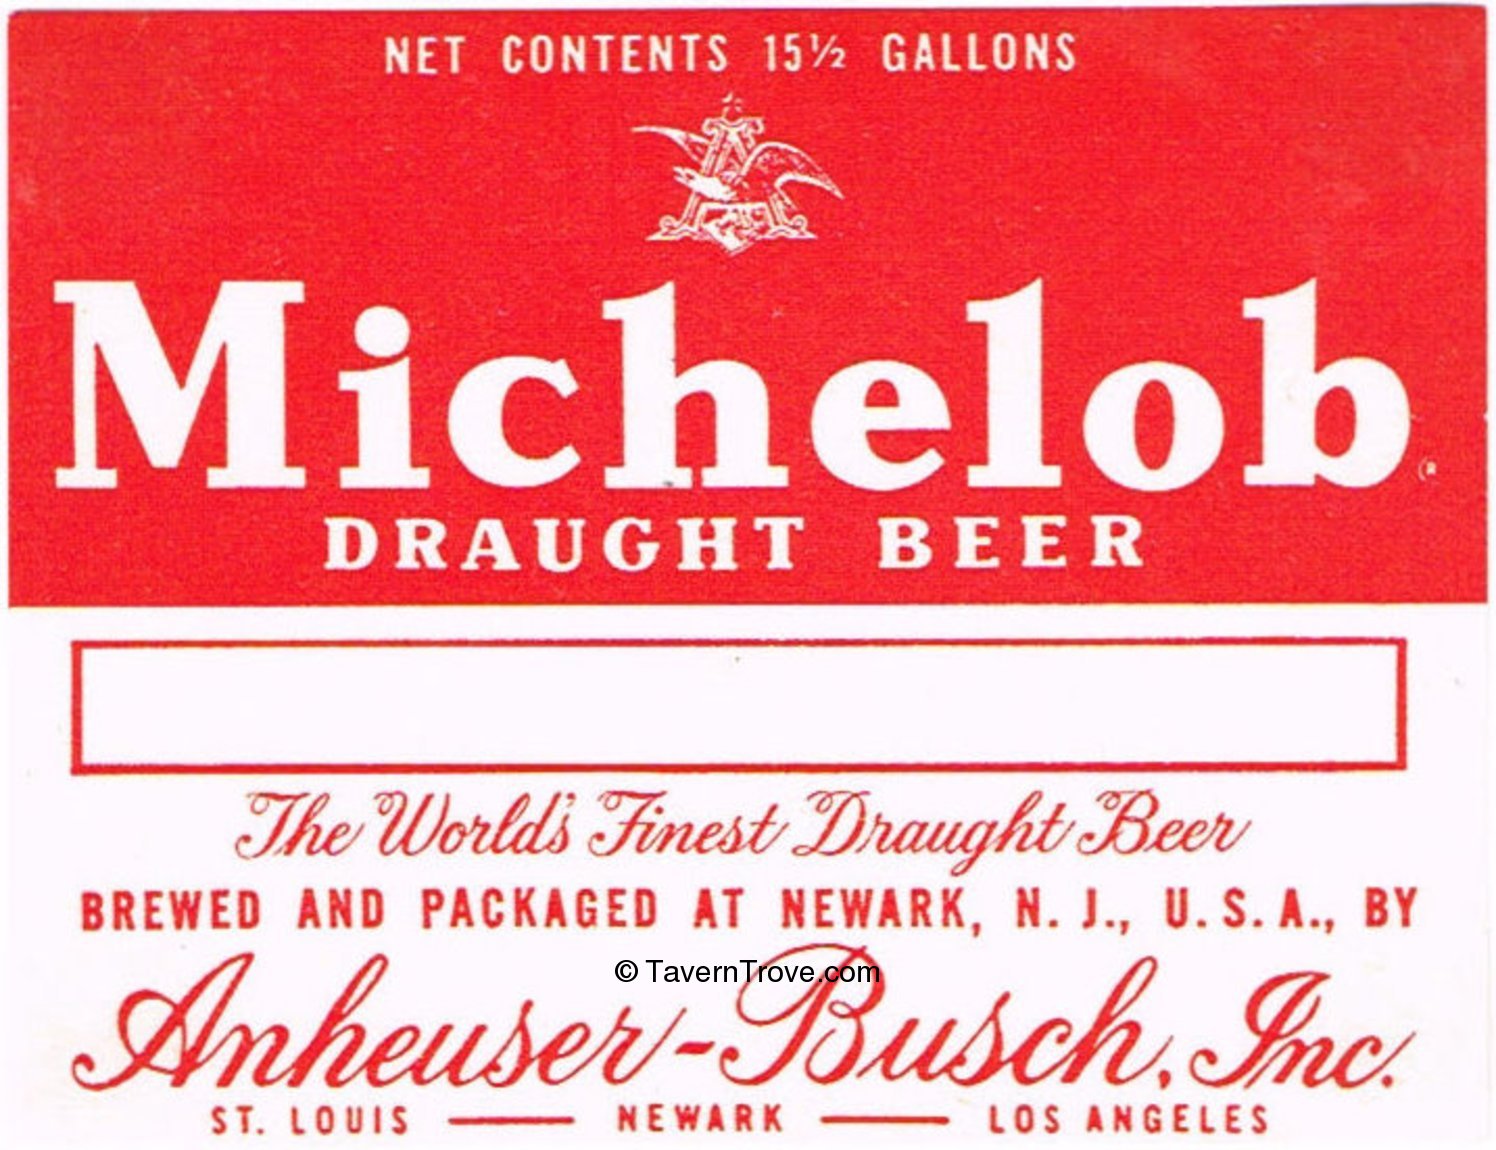 NET CONTENTS 15½ GALLONS
A
Michelob®
DRAUGHT BEER
The World's Finest Draught Beer
BREWED AND PACKAGED AT NEWARK, N. J., U. S. A., BY
© TavernTrove.com
Anheuser-Busch, Inc.
ST. LOUIS — NEWARK — LOS ANGELES